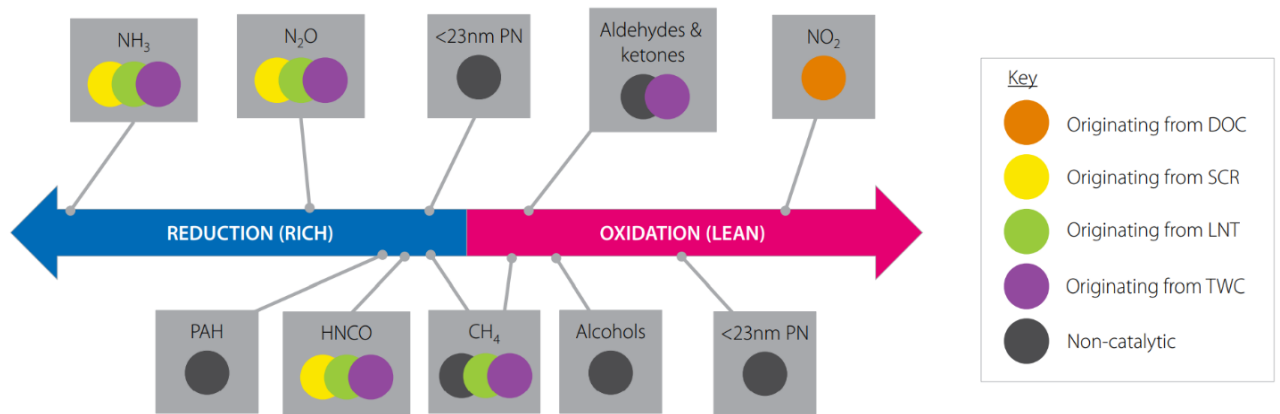 NH₃
N₂O
<23nm PN
Aldehydes &
ketones
NO₂
REDUCTION (RICH)
OXIDATION (LEAN)
PAH
HNCO
CH₄
Alcohols
<23nm PN
Key
Originating from DOC
Originating from SCR
Originating from LNT
Originating from TWC
Non-catalytic